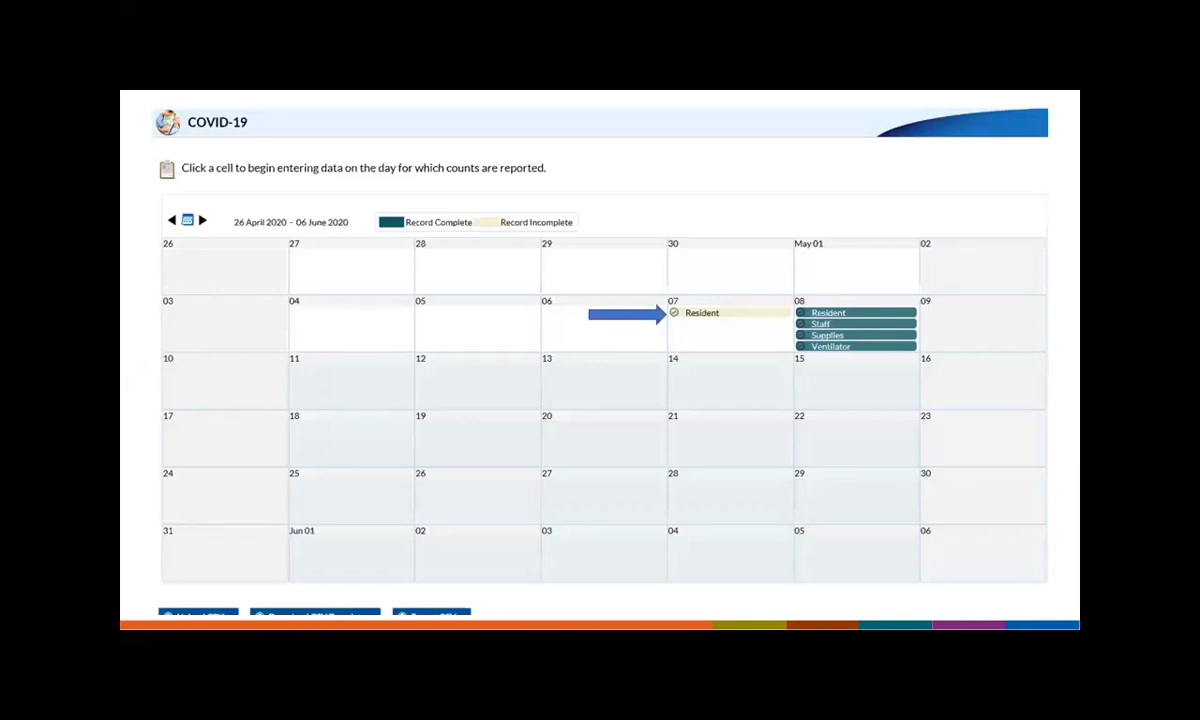 COVID-19
Click a cell to begin entering data on the day for which counts are reported.
26 April 2020 - 06 June 2020 Record Complete Record Incomplete
26 27 28 29 30 May 01 02
03 04 05 06 07 08 09
Resident Resident
Staff
Supplies
Ventilator
10 11 12 13 14 15 16
17 18 19 20 21 22 23
24 25 26 27 28 29 30
31 Jun 01 02 03 04 05 06